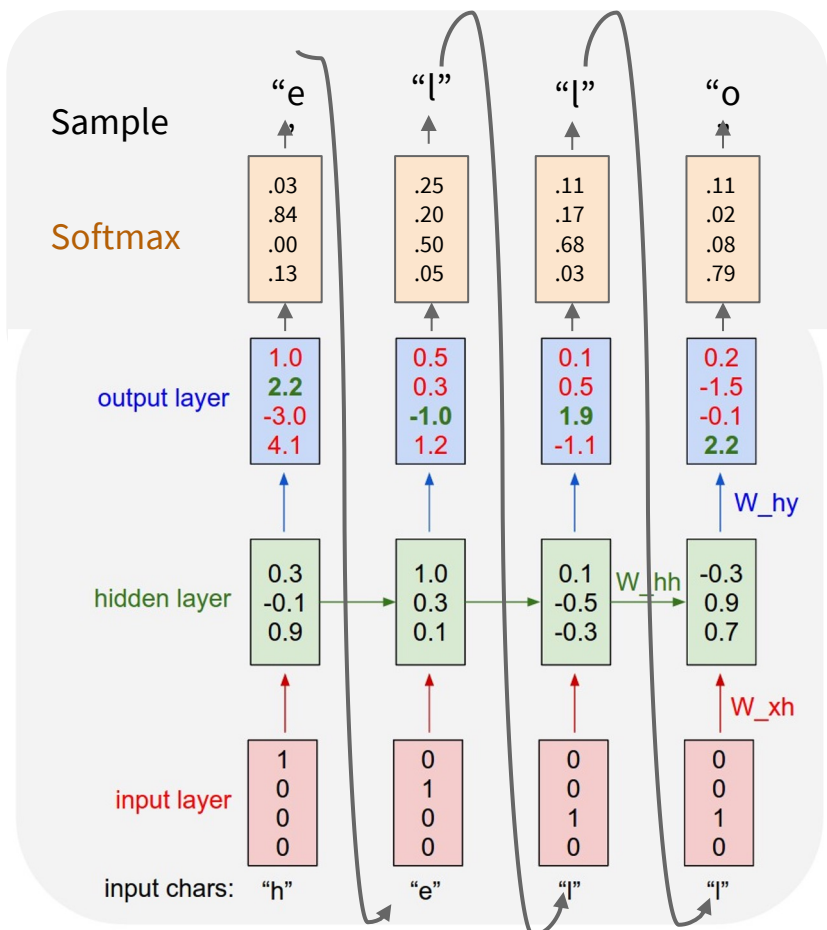 “e” “l” “l” “o”
Sample
.03 .25 .11 .11
.84 .20 .17 .02
.00 .50 .68 .08
.13 .05 .03 .79
Softmax
1.0 0.5 0.1 0.2
2.2 0.3 0.5 -1.5
-3.0 -1.0 1.9 -0.1
4.1 1.2 -1.1 2.2
output layer
W_hy
0.3 1.0 0.1 -0.3
-0.1 0.3 -0.5 0.9
0.9 0.1 -0.3 0.7
hidden layer
W_hh
W_xh
1 0 0 0
0 1 0 0
0 0 1 1
0 0 0 0
input layer
input chars: “h” “e” “l” “l”